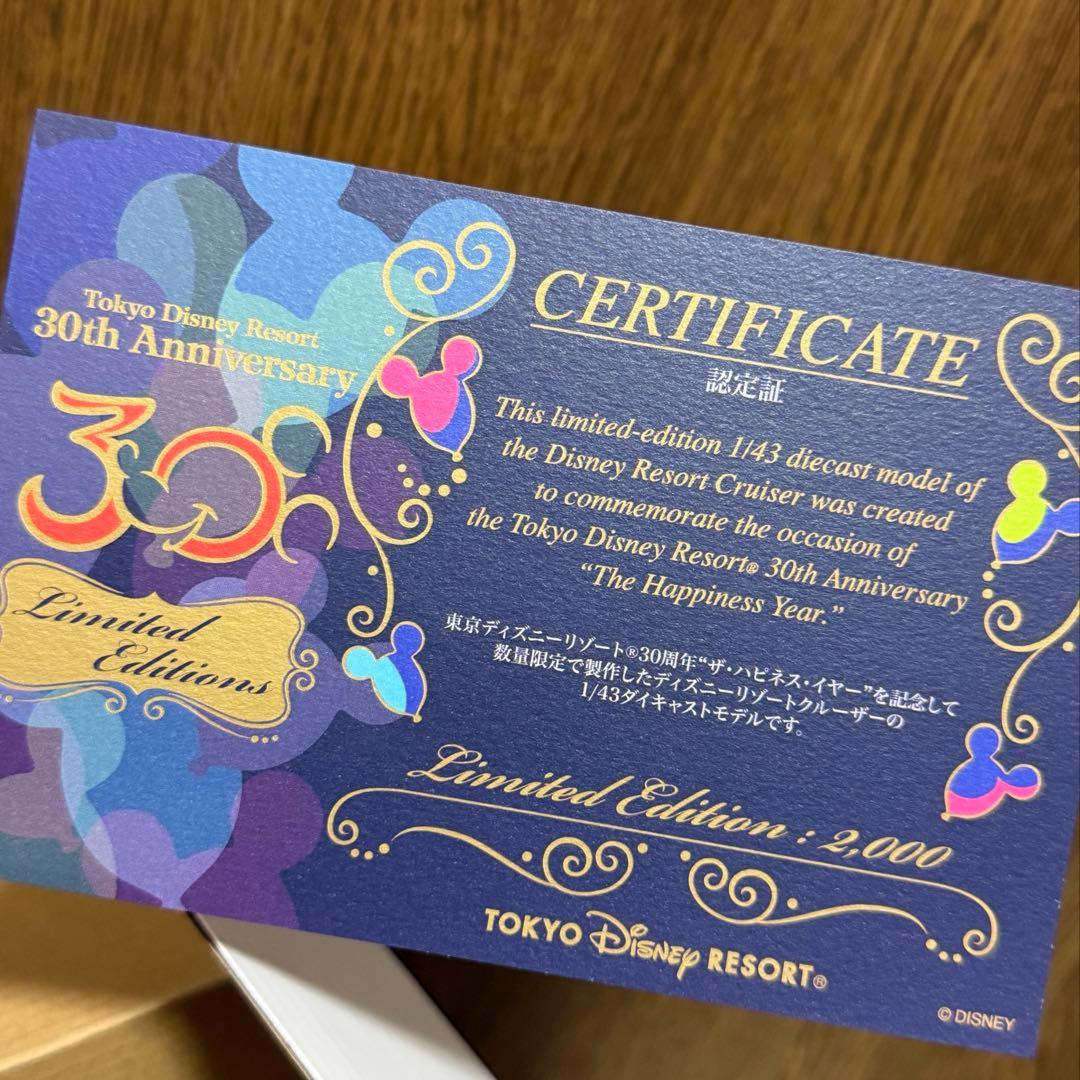 Tokyo Disney Resort
30th Anniversary
30
Limited
Editions
CERTIFICATE
認定証
This limited-edition 1/43 diecast model of
the Disney Resort Cruiser was created
to commemorate the occasion of
the Tokyo Disney Resort® 30th Anniversary
“The Happiness Year.”
東京ディズニーリゾート®30周年“ザ・ハピネス・イヤー”を記念して
数量限定で製作したディズニーリゾートクルーザーの
1/43ダイキャストモデルです。
Limited Edition : 2,000
TOKYO Disney RESORT®
© DISNEY